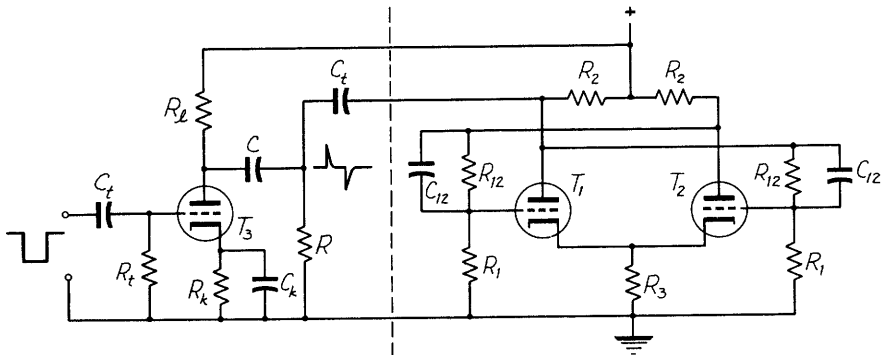 +
C_t R_2 R_2
R_ℓ
C R_12 R_12
C_12 T_1 T_2 C_12
C_t
T_3
R R_1 R_1
R_t R_k C_k R_3